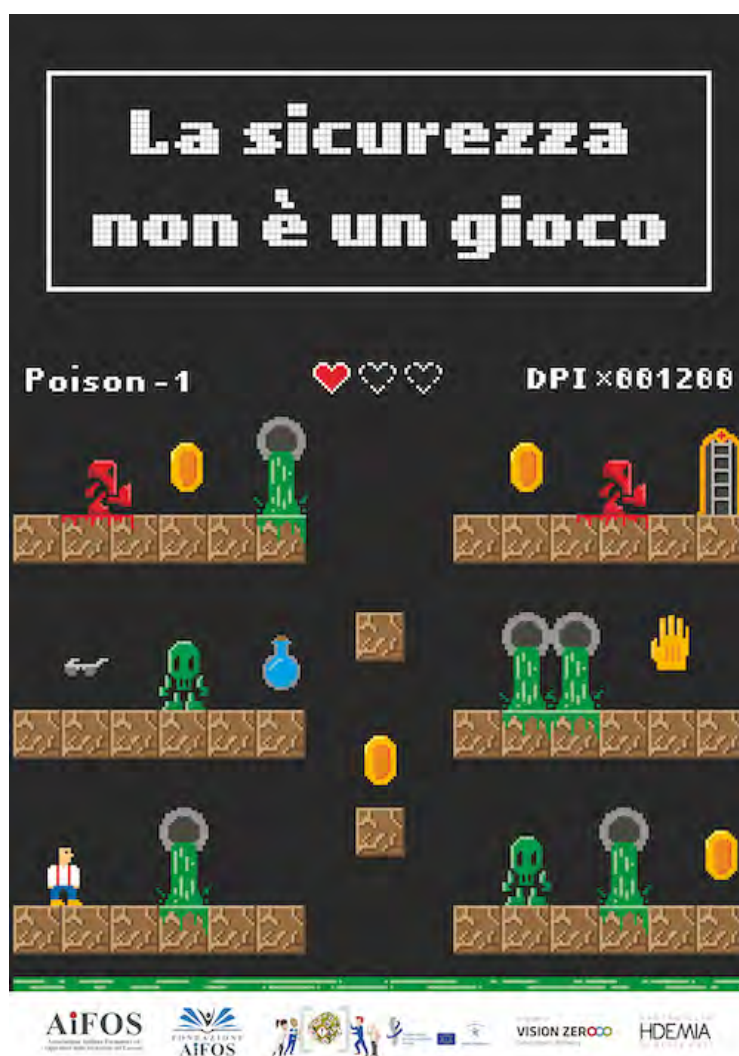 La sicurezza
non è un gioco
Poison -1
DPI ×001200
AiFOS
FONDAZIONE
AiFOS
VISION ZERO
HDEMIA